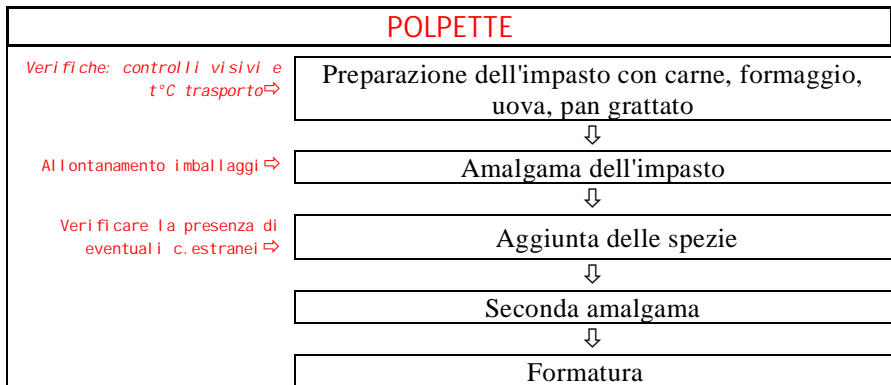 POLPETTE
Verifiche: controlli visivi e
t°C trasporto⇨
Preparazione dell'impasto con carne, formaggio,
uova, pan grattato
⇩
Allontanamento imballaggi⇨
Amalgama dell'impasto
⇩
Verificare la presenza di
eventuali c.estranei⇨
Aggiunta delle spezie
⇩
Seconda amalgama
⇩
Formatura